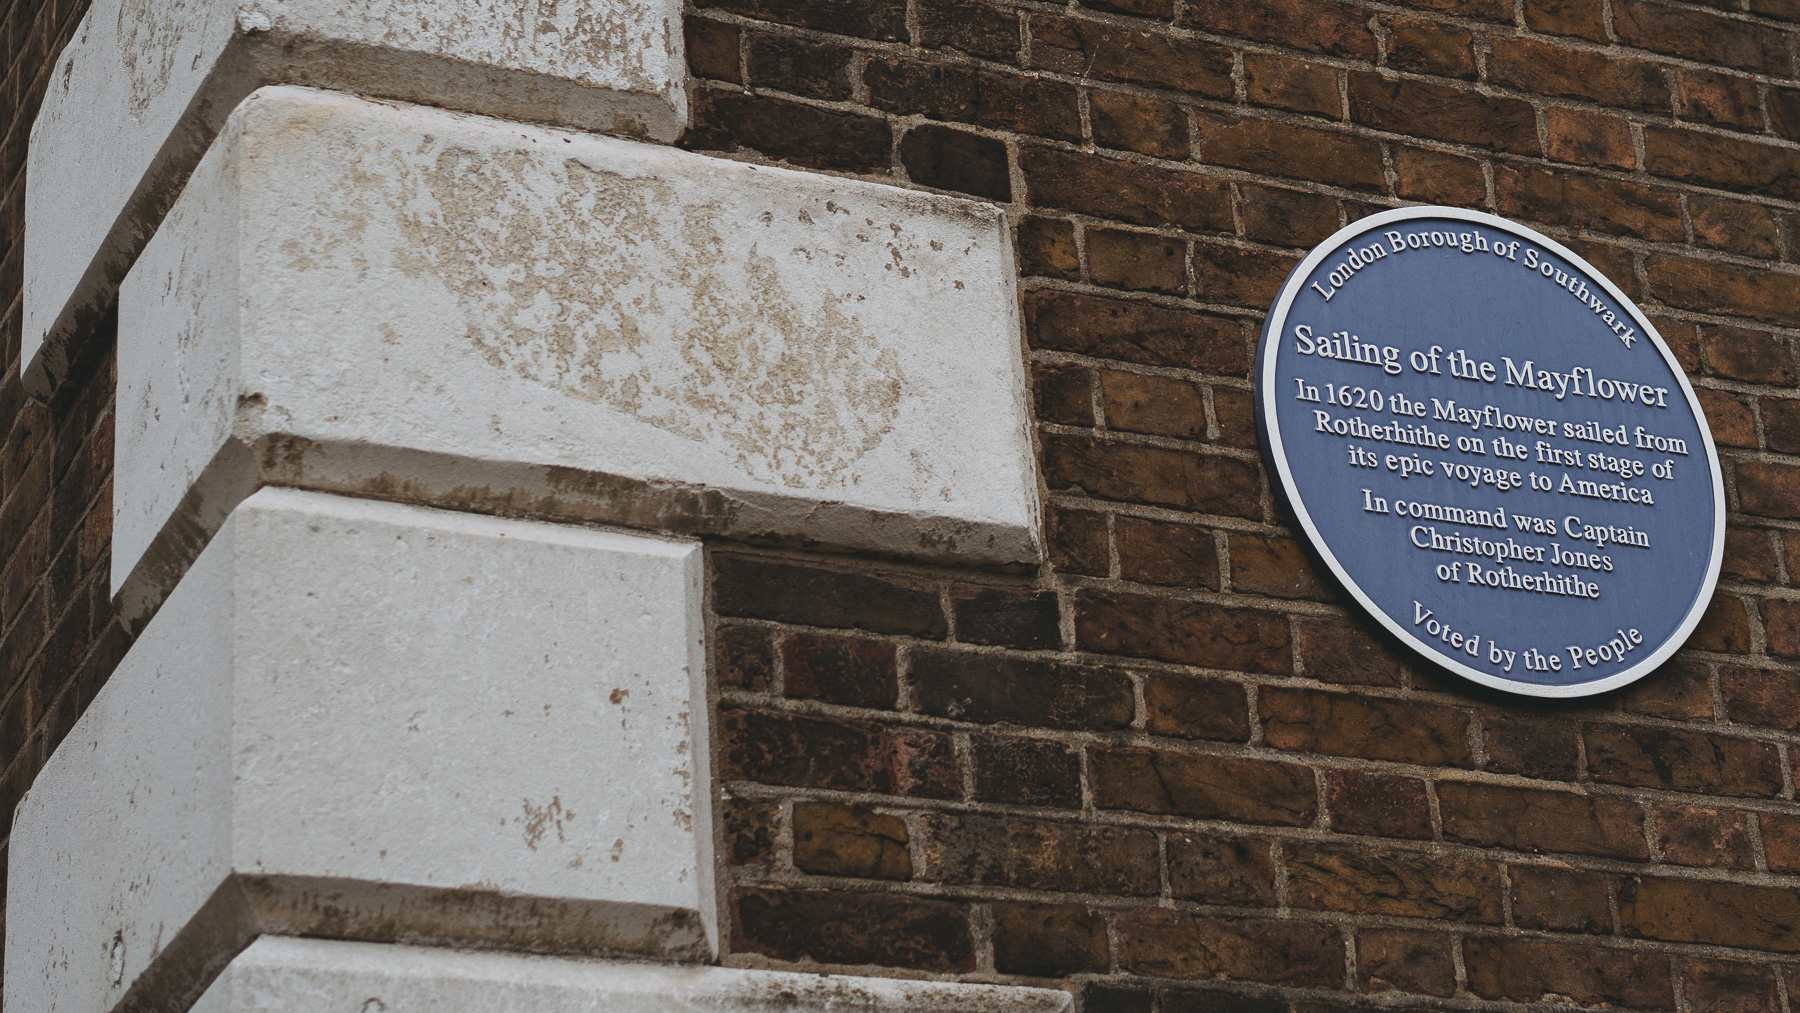 London Borough of Southwark
Sailing of the Mayflower
In 1620 the Mayflower sailed from
Rotherhithe on the first stage of
its epic voyage to America
In command was Captain
Christopher Jones
of Rotherhithe
Voted by the People